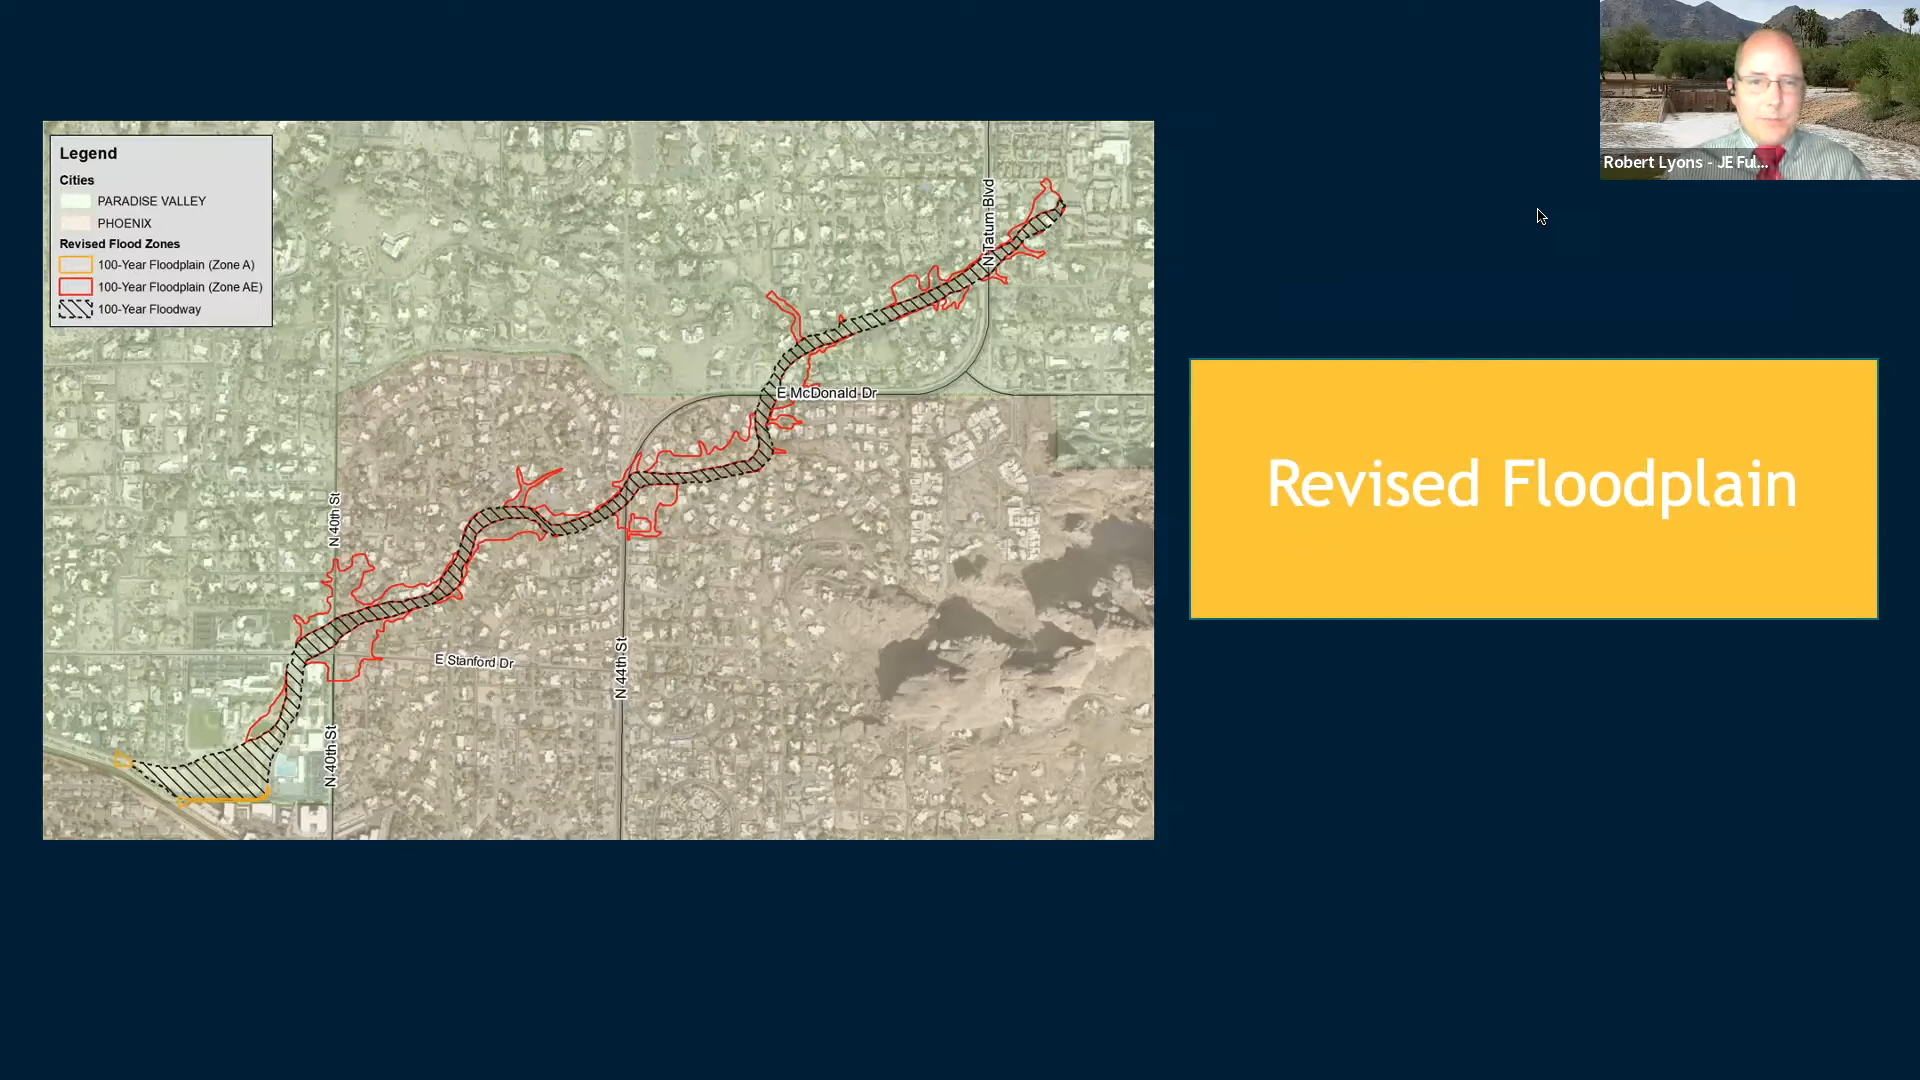 Legend
Cities
PARADISE VALLEY
PHOENIX
Revised Flood Zones
100-Year Floodplain (Zone A)
100-Year Floodplain (Zone AE)
100-Year Floodway
N Tatum Blvd
E McDonald Dr
N 40th St
E Stanford Dr
N 44th St
N 40th St
Revised Floodplain
Robert Lyons - JE Ful...